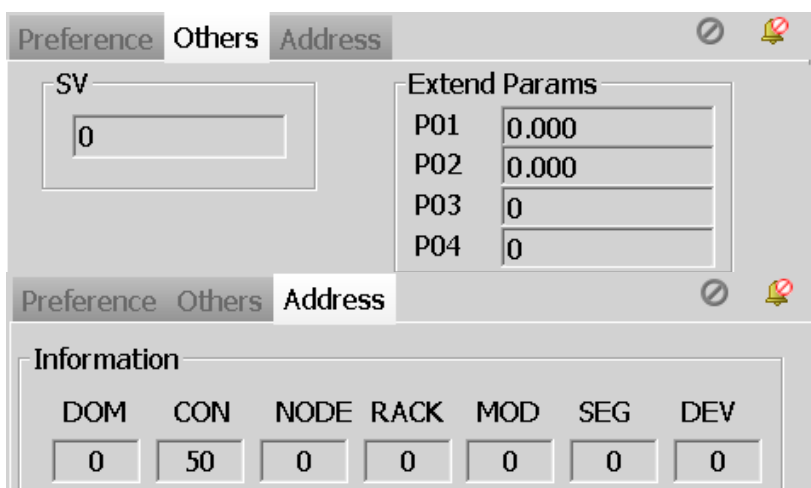 Preference Others Address
SV Extend Params
0 P01 0.000
P02 0.000
P03 0
P04 0
Preference Others Address
Information
DOM CON NODE RACK MOD SEG DEV
0 50 0 0 0 0 0